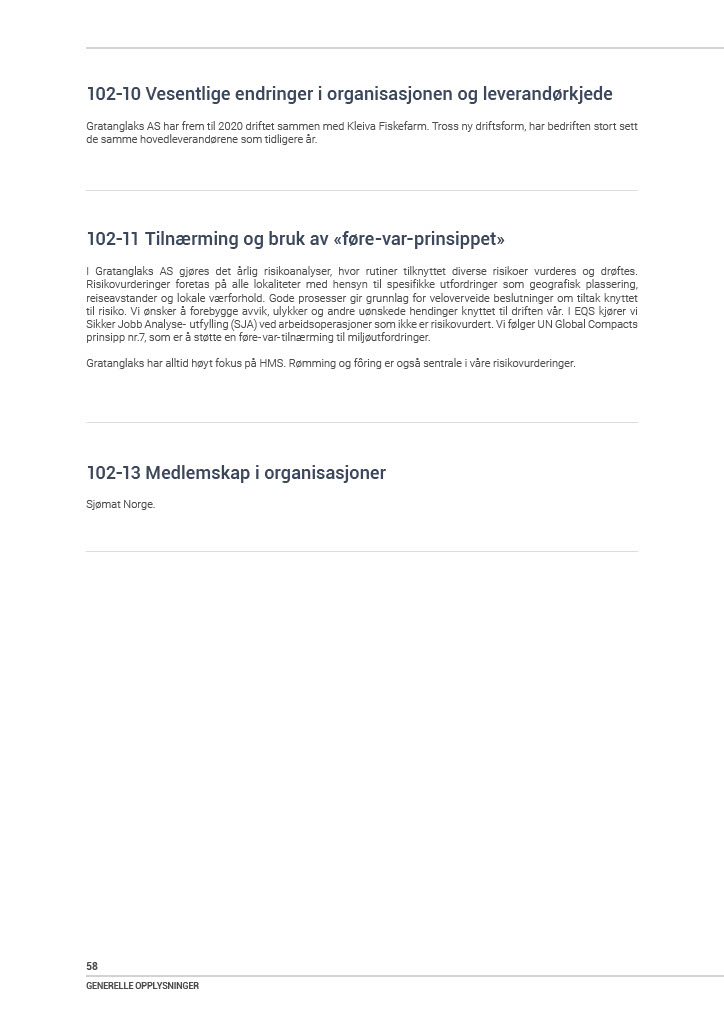 102-10 Vesentlige endringer i organisasjonen og leverandørkjede
Gratanglaks AS har frem til 2020 driftet sammen med Kleiva Fiskefarm. Tross ny driftsform, har bedriften stort sett
de samme hovedleverandørene som tidligere år.
102-11 Tilnærming og bruk av «føre-var-prinsippet»
I Gratanglaks AS gjøres det årlig risikoanalyser, hvor rutiner tilknyttet diverse risikoer vurderes og drøftes.
Risikovurderinger foretas på alle lokaliteter med hensyn til spesifikke utfordringer som geografisk plassering,
reiseavstander og lokale værforhold. Gode prosesser gir grunnlag for veloverveide beslutninger om tiltak knyttet
til risiko. Vi ønsker å forebygge avvik, ulykker og andre uønskede hendinger knyttet til driften vår. I EQS kjører vi
Sikker Jobb Analyse- utfylling (SJA) ved arbeidsoperasjoner som ikke er risikovurdert. Vi følger UN Global Compacts
prinsipp nr.7, som er å støtte en føre-var-tilnærming til miljøutfordringer.
Gratanglaks har alltid høyt fokus på HMS. Rømming og fôring er også sentrale i våre risikovurderinger.
102-13 Medlemskap i organisasjoner
Sjømat Norge.
58
GENERELLE OPPLYSNINGER